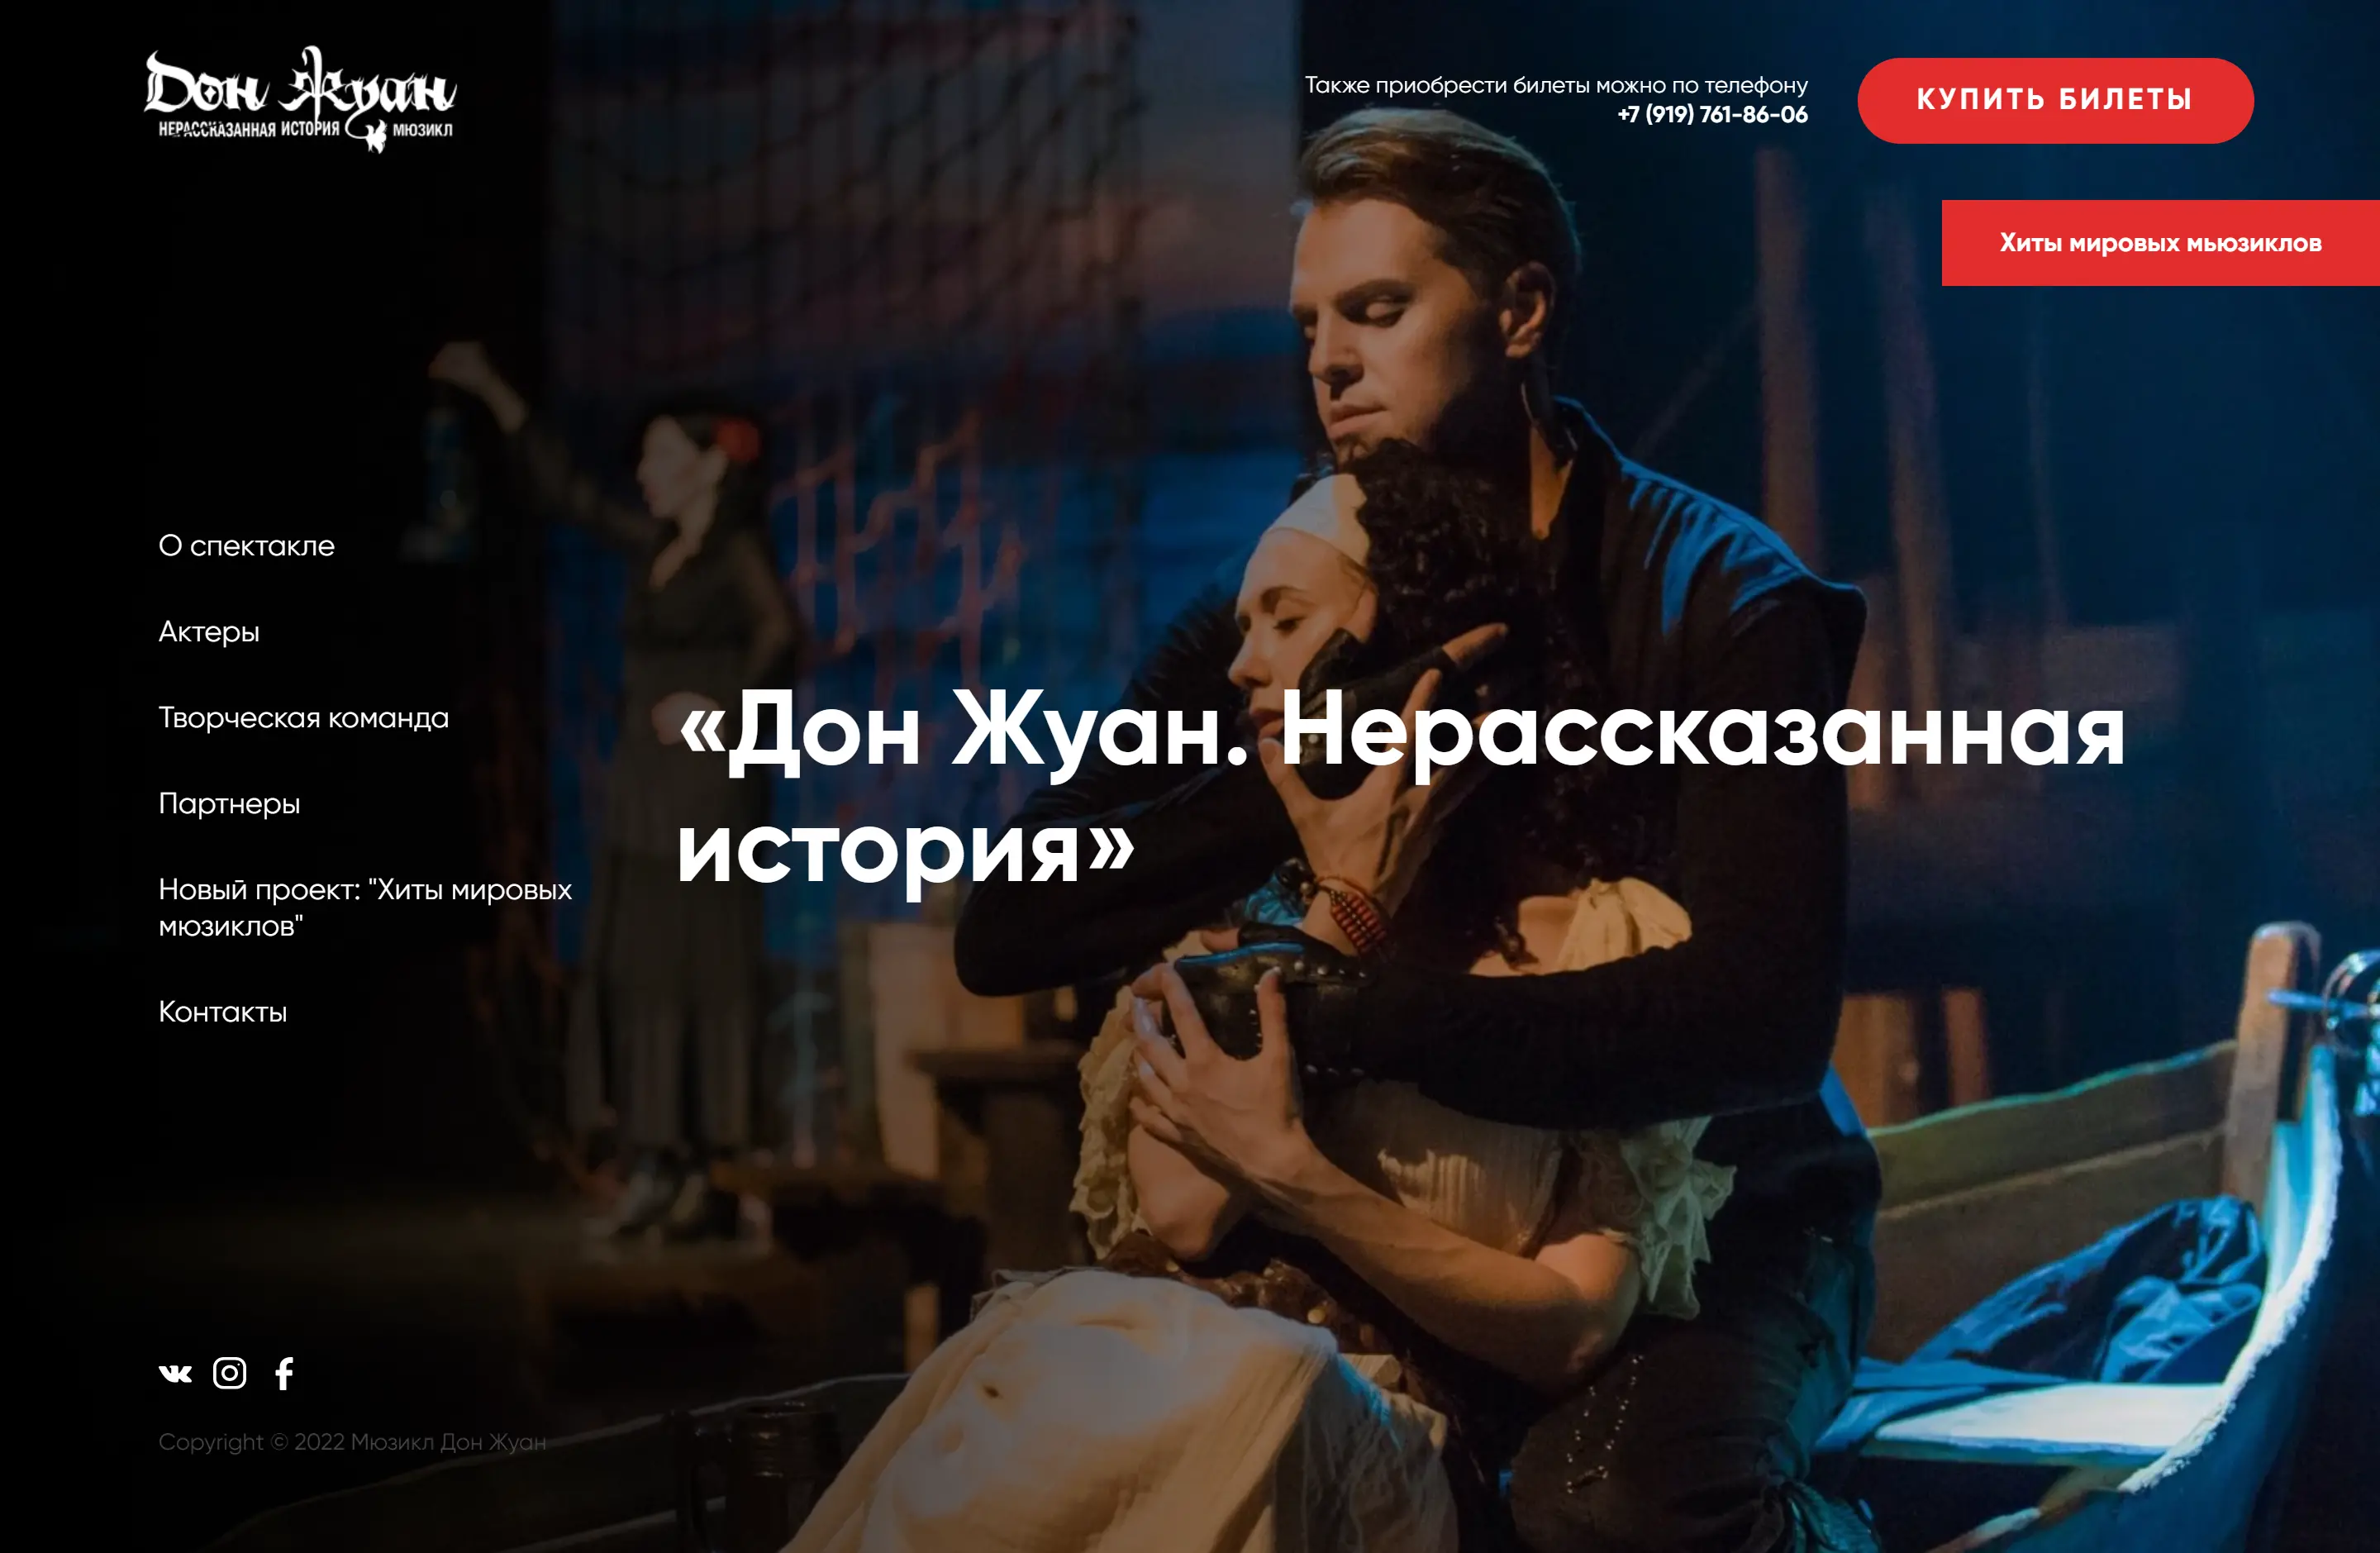 Дон Жуан
НЕРАССКАЗАННАЯ ИСТОРИЯ МЮЗИКЛ
Также приобрести билеты можно по телефону
+7 (919) 761-86-06
КУПИТЬ БИЛЕТЫ
Хиты мировых мьюзиклов
О спектакле
Актеры
Творческая команда
Партнеры
Новый проект: "Хиты мировых
мюзиклов"
Контакты
«Дон Жуан. Нерассказанная
история»
Copyright © 2022 Мюзикл Дон Жуан